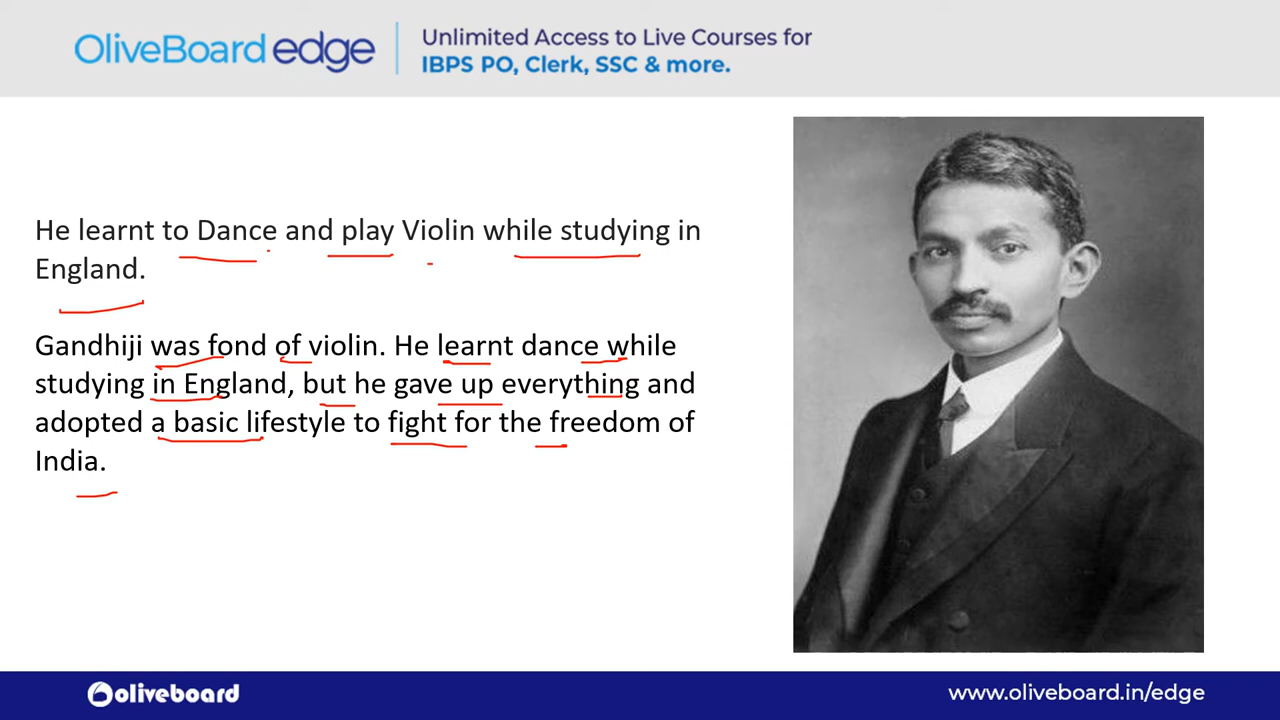 OliveBoard edge
Unlimited Access to Live Courses for
IBPS PO, Clerk, SSC & more.
He learnt to Dance and play Violin while studying in
England.
Gandhiji was fond of violin. He learnt dance while
studying in England, but he gave up everything and
adopted a basic lifestyle to fight for the freedom of
India.
oliveboard
www.oliveboard.in/edge